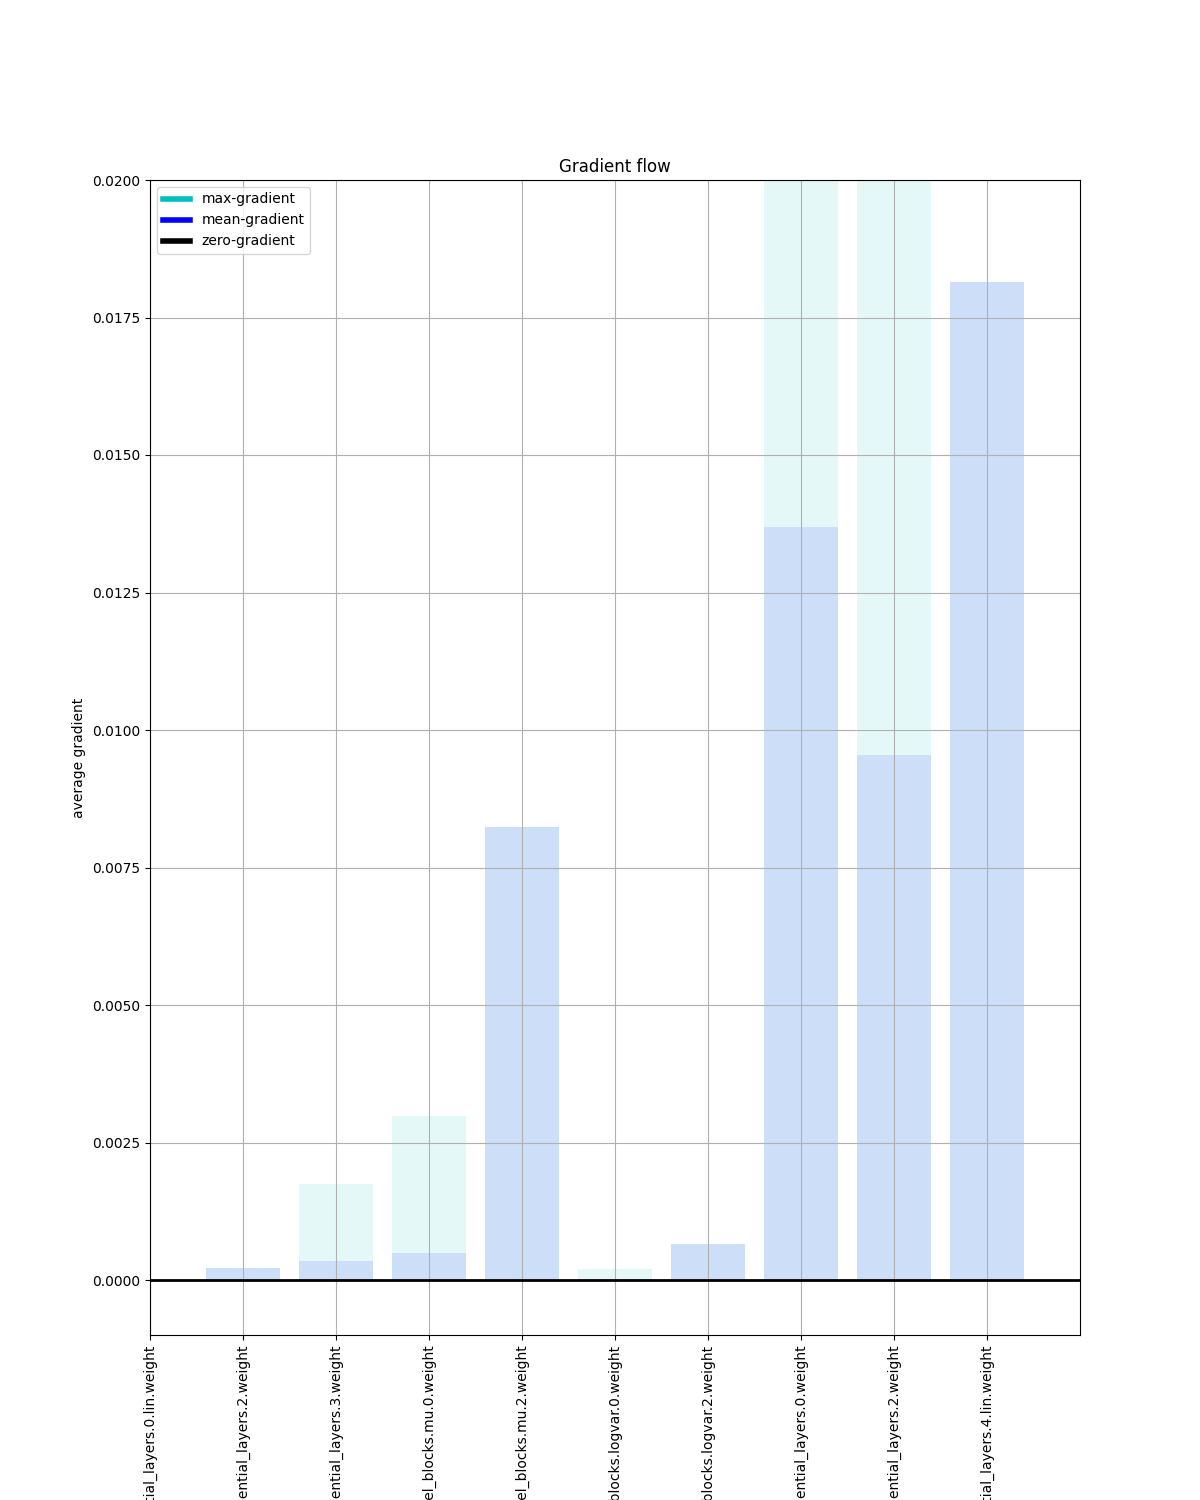 Gradient flow
max-gradient
mean-gradient
zero-gradient
0.0200
0.0175
0.0150
0.0125
0.0100
0.0075
0.0050
0.0025
0.0000
average gradient
tial_layers.0.lin.weight
ential_layers.2.weight
ential_layers.3.weight
el_blocks.mu.0.weight
el_blocks.mu.2.weight
blocks.logvar.0.weight
blocks.logvar.2.weight
ential_layers.0.weight
ential_layers.2.weight
tial_layers.4.lin.weight